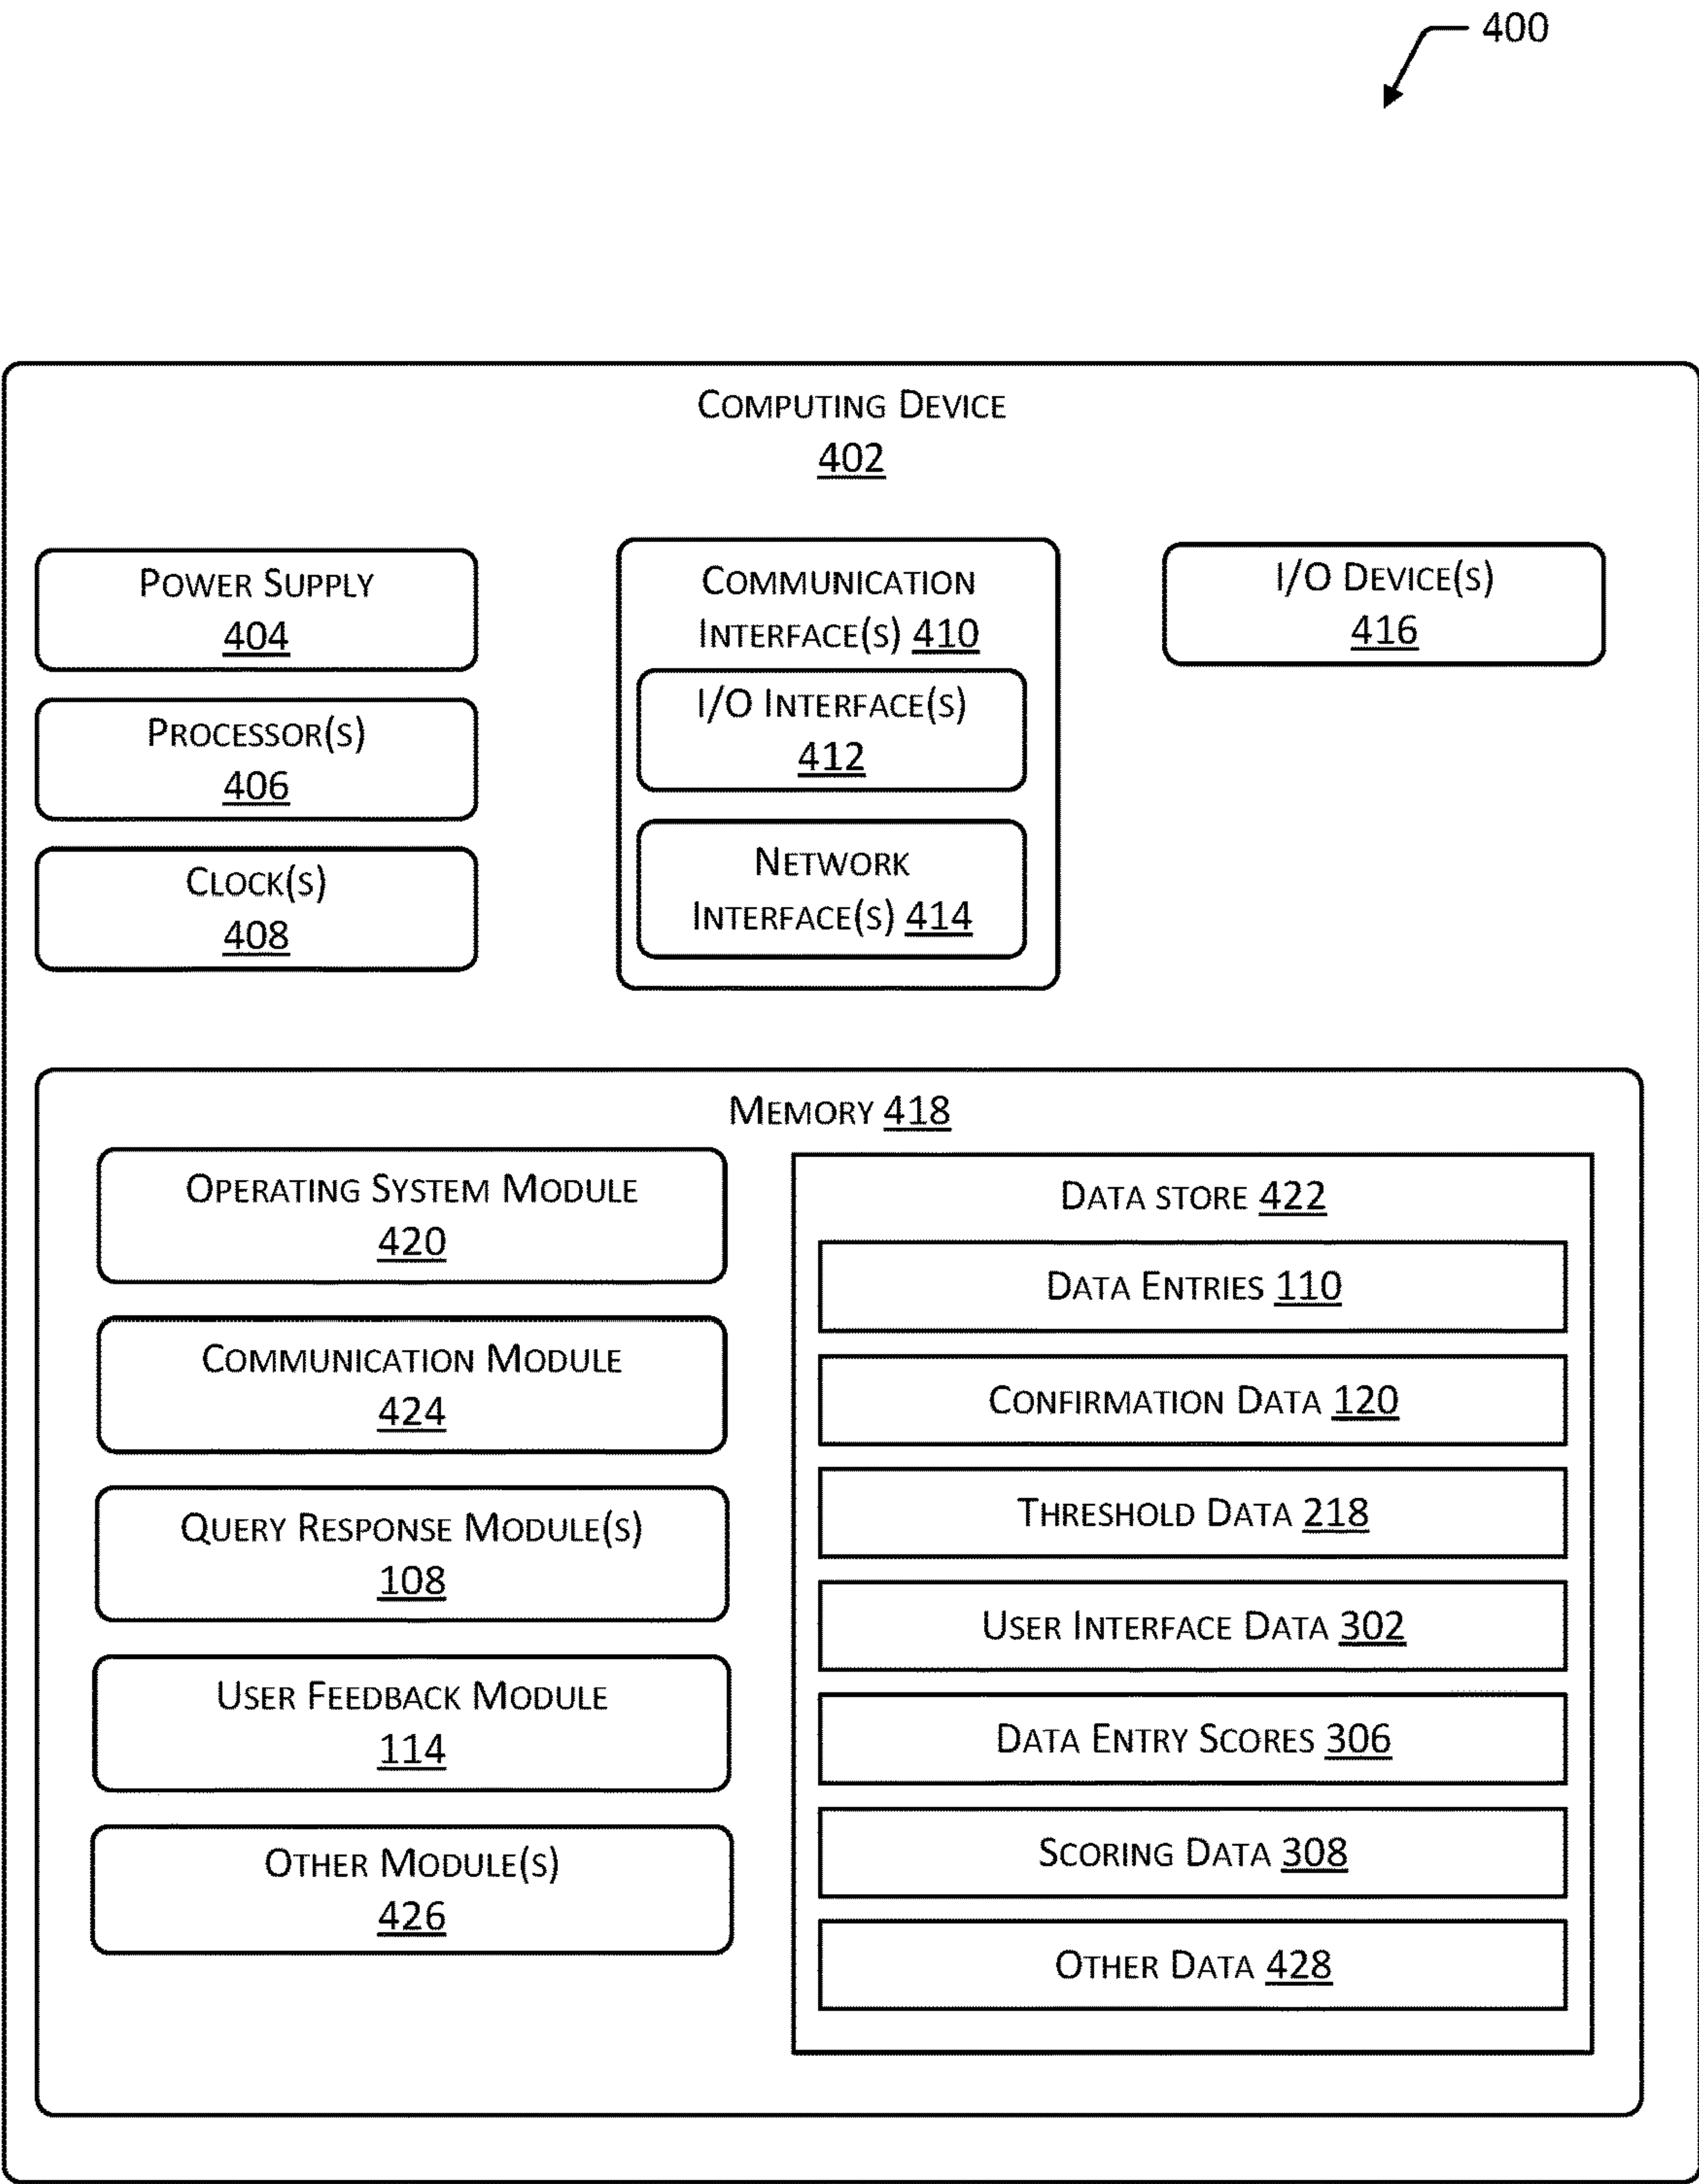 400
COMPUTING DEVICE
402
POWER SUPPLY
404
PROCESSOR(S)
406
CLOCK(S)
408
COMMUNICATION
INTERFACE(S) 410
I/O INTERFACE(S)
412
NETWORK
INTERFACE(S) 414
I/O DEVICE(S)
416
MEMORY 418
OPERATING SYSTEM MODULE
420
COMMUNICATION MODULE
424
QUERY RESPONSE MODULE(S)
108
USER FEEDBACK MODULE
114
OTHER MODULE(S)
426
DATA STORE 422
DATA ENTRIES 110
CONFIRMATION DATA 120
THRESHOLD DATA 218
USER INTERFACE DATA 302
DATA ENTRY SCORES 306
SCORING DATA 308
OTHER DATA 428